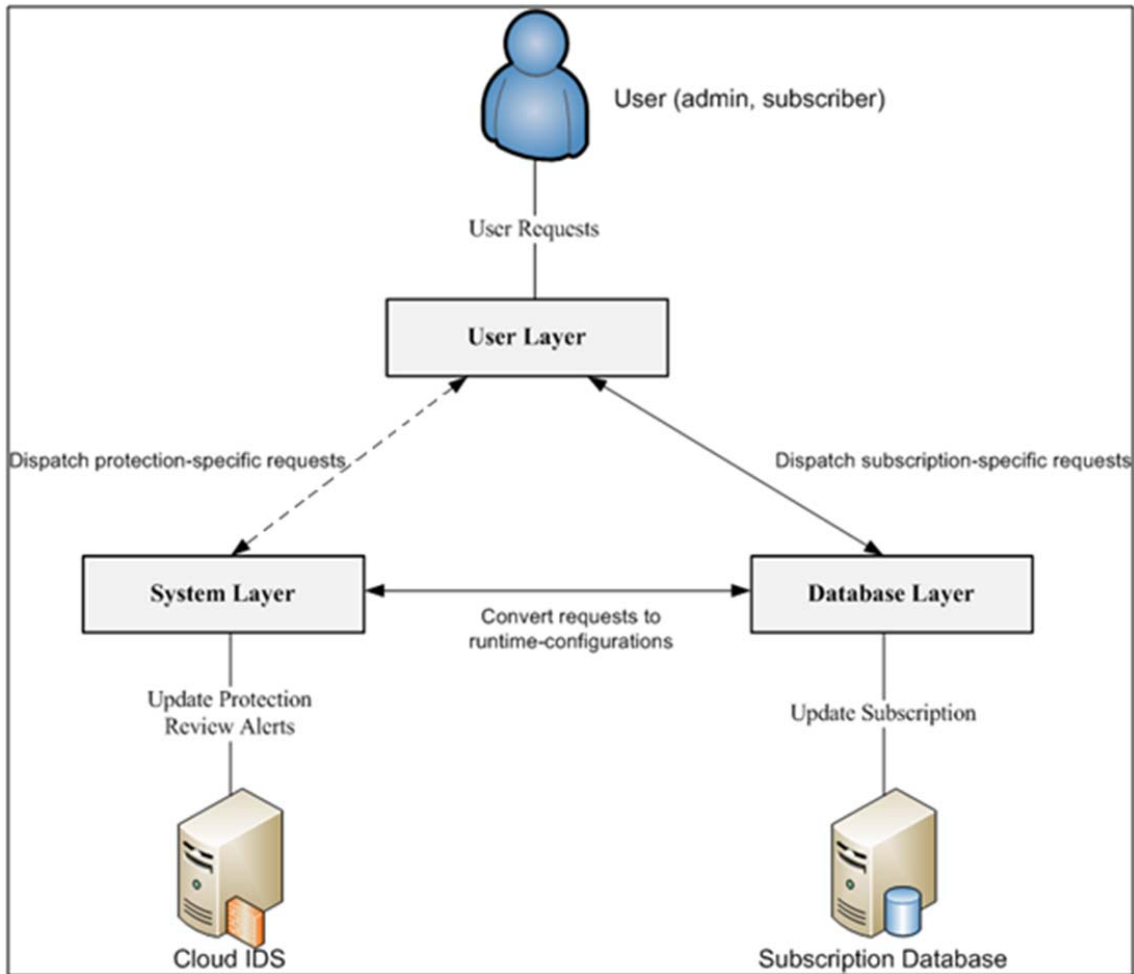 User (admin, subscriber)
User Requests
User Layer
Dispatch protection-specific requests
Dispatch subscription-specific requests
System Layer
Database Layer
Convert requests to
runtime-configurations
Update Protection
Review Alerts
Update Subscription
Cloud IDS
Subscription Database